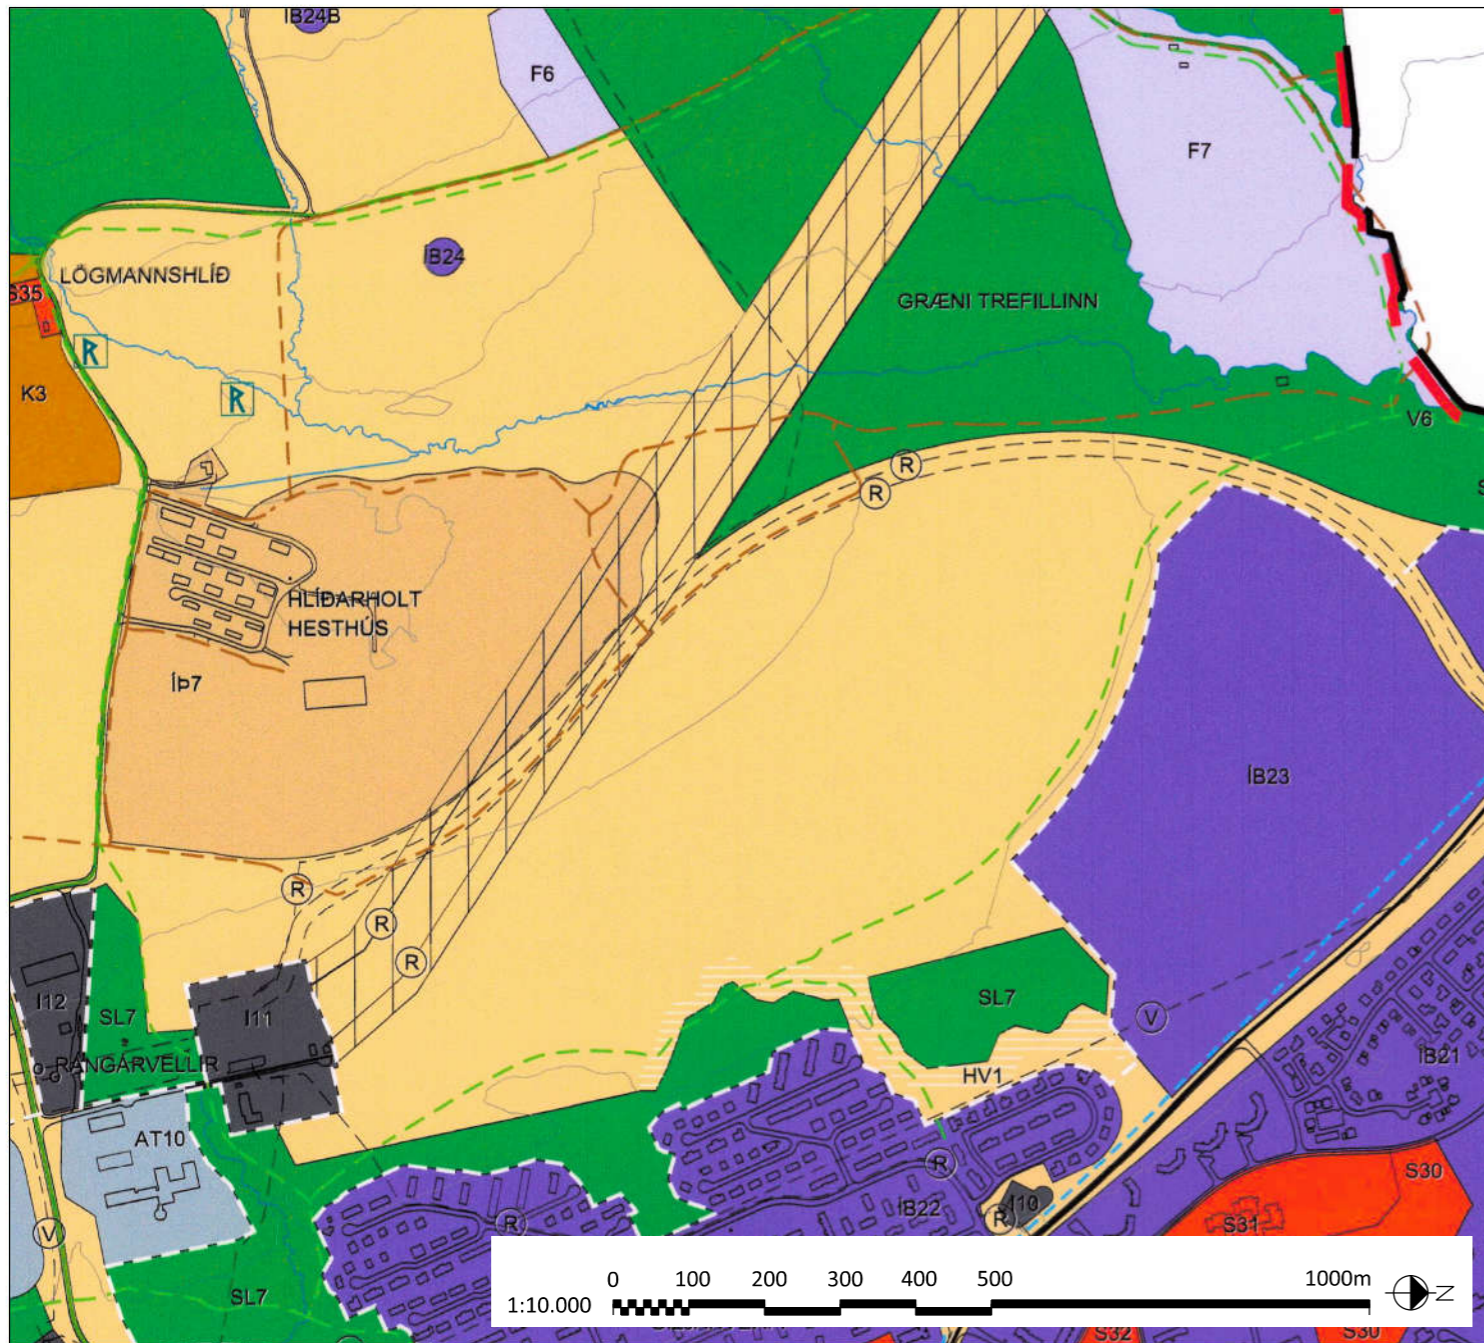 ÍB24B
F6
F7
ÍB24
LÖGMANNSHLÍÐ
S35
GRÆNI TREFILLINN
R
K3
R
V6
R
R
HLÍÐARHOLT
HESTHÚS
ÍÞ7
ÍB23
R
R
R
I12
SL7
I11
SL7
V
RANGÁRVELLIR
HV1
ÍB21
AT10
R
S30
ÍB22
I10
R
S31
V
R
SL7
0 100 200 300 400 500 1000m
1:10.000
N
S32
S30